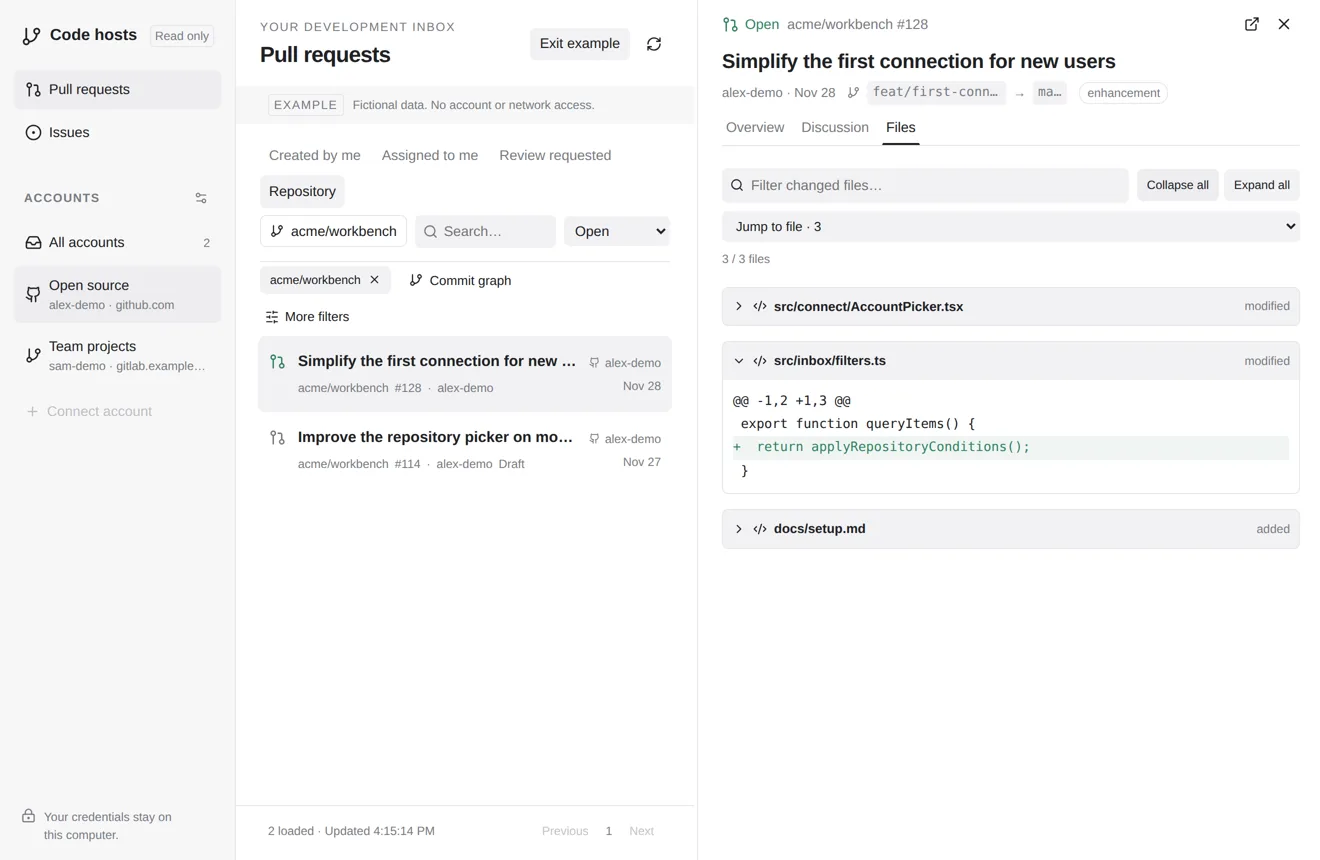 Code hosts
Read only
Pull requests
Issues
ACCOUNTS
All accounts
2
Open source
alex-demo · github.com
Team projects
sam-demo · gitlab.example…
Connect account
Your credentials stay on
this computer.
YOUR DEVELOPMENT INBOX
Pull requests
Exit example
EXAMPLE
Fictional data. No account or network access.
Created by me
Assigned to me
Review requested
Repository
acme/workbench
Search…
Open
acme/workbench
Commit graph
More filters
Simplify the first connection for new …
alex-demo
acme/workbench #128 · alex-demo
Nov 28
Improve the repository picker on mo…
alex-demo
acme/workbench #114 · alex-demo Draft
Nov 27
2 loaded · Updated 4:15:14 PM
Previous
1
Next
Open acme/workbench #128
Simplify the first connection for new users
alex-demo · Nov 28
feat/first-conn… → ma…
enhancement
Overview
Discussion
Files
Filter changed files…
Collapse all
Expand all
Jump to file · 3
3 / 3 files
src/connect/AccountPicker.tsx
modified
src/inbox/filters.ts
modified
@@ -1,2 +1,3 @@
export function queryItems() {
+  return applyRepositoryConditions();
}
docs/setup.md
added